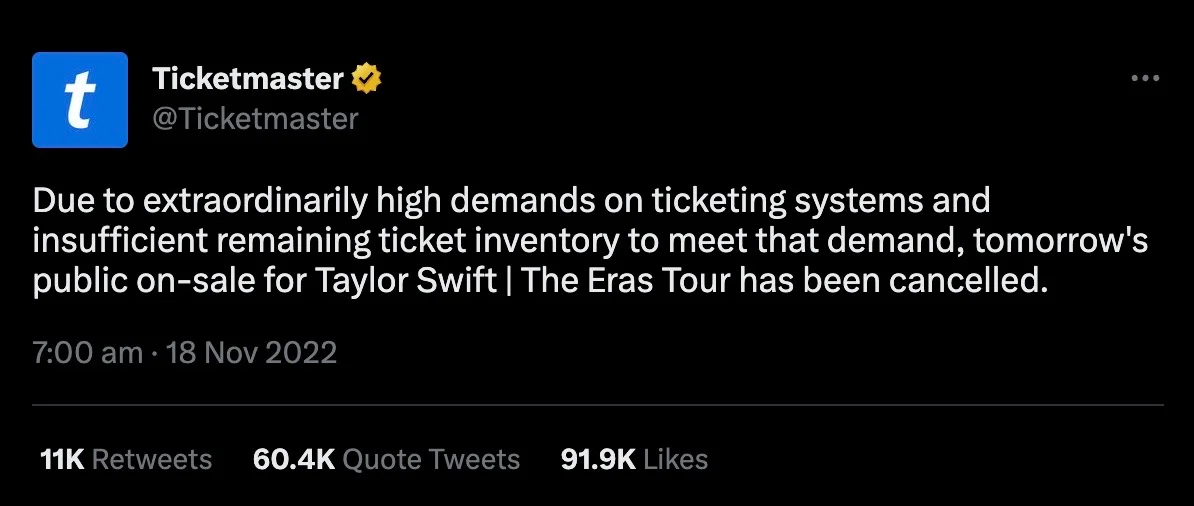 t
Ticketmaster
@Ticketmaster
Due to extraordinarily high demands on ticketing systems and
insufficient remaining ticket inventory to meet that demand, tomorrow's
public on-sale for Taylor Swift | The Eras Tour has been cancelled.
7:00 am · 18 Nov 2022
11K Retweets 60.4K Quote Tweets 91.9K Likes